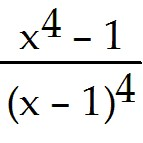 x⁴ – 1
(x – 1)⁴